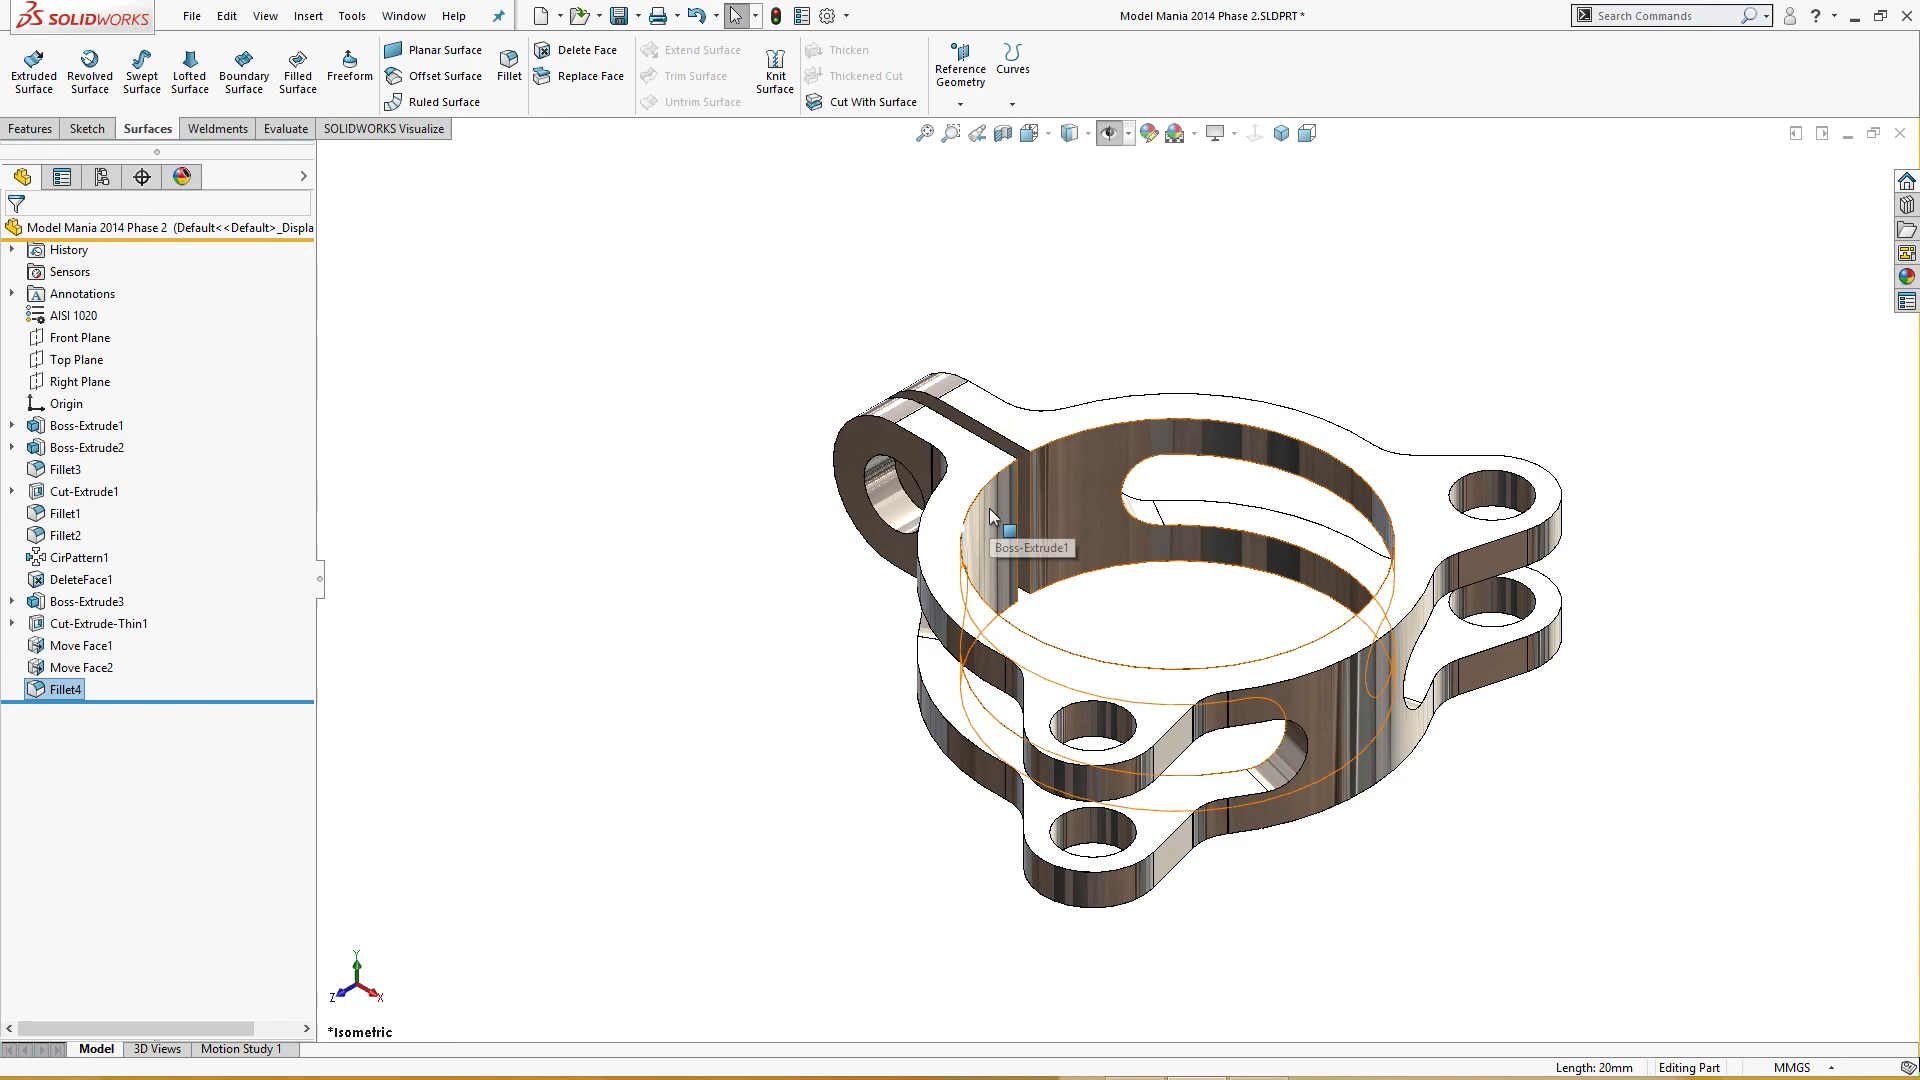 SOLIDWORKS
File Edit View Insert Tools Window Help
Model Mania 2014 Phase 2.SLDPRT *
Search Commands
Extruded Surface
Revolved Surface
Swept Surface
Lofted Surface
Boundary Surface
Filled Surface
Freeform
Planar Surface
Offset Surface
Ruled Surface
Fillet
Delete Face
Replace Face
Extend Surface
Trim Surface
Untrim Surface
Knit Surface
Thicken
Thickened Cut
Cut With Surface
Reference Geometry
Curves
Features Sketch Surfaces Weldments Evaluate SOLIDWORKS Visualize
Model Mania 2014 Phase 2 (Default<<Default>_Displa
History
Sensors
Annotations
AISI 1020
Front Plane
Top Plane
Right Plane
Origin
Boss-Extrude1
Boss-Extrude2
Fillet3
Cut-Extrude1
Fillet1
Fillet2
CirPattern1
DeleteFace1
Boss-Extrude3
Cut-Extrude-Thin1
Move Face1
Move Face2
Fillet4
Boss-Extrude1
Y
Z
X
*Isometric
Model 3D Views Motion Study 1
Length: 20mm Editing Part MMGS